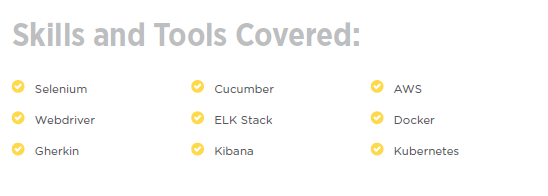 Skills and Tools Covered:
Selenium
Cucumber
AWS
Webdriver
ELK Stack
Docker
Gherkin
Kibana
Kubernetes